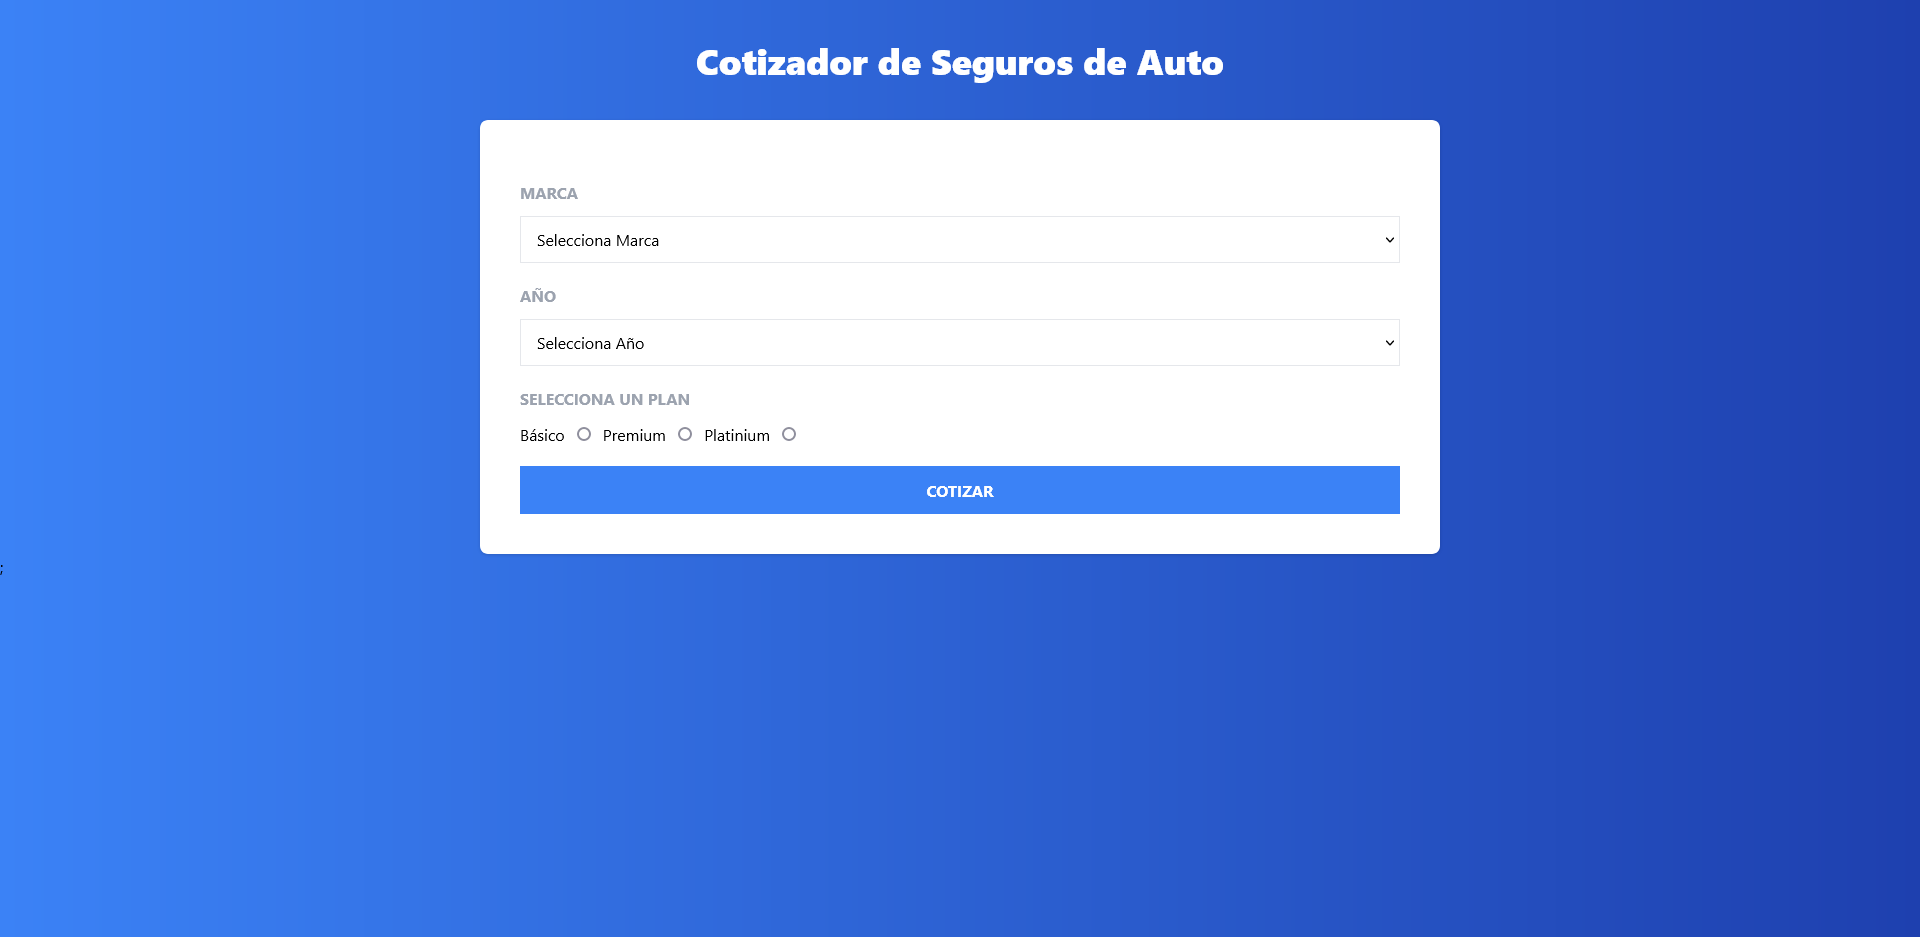 Cotizador de Seguros de Auto
MARCA
Selecciona Marca
AÑO
Selecciona Año
SELECCIONA UN PLAN
Básico Premium Platinium
COTIZAR
;